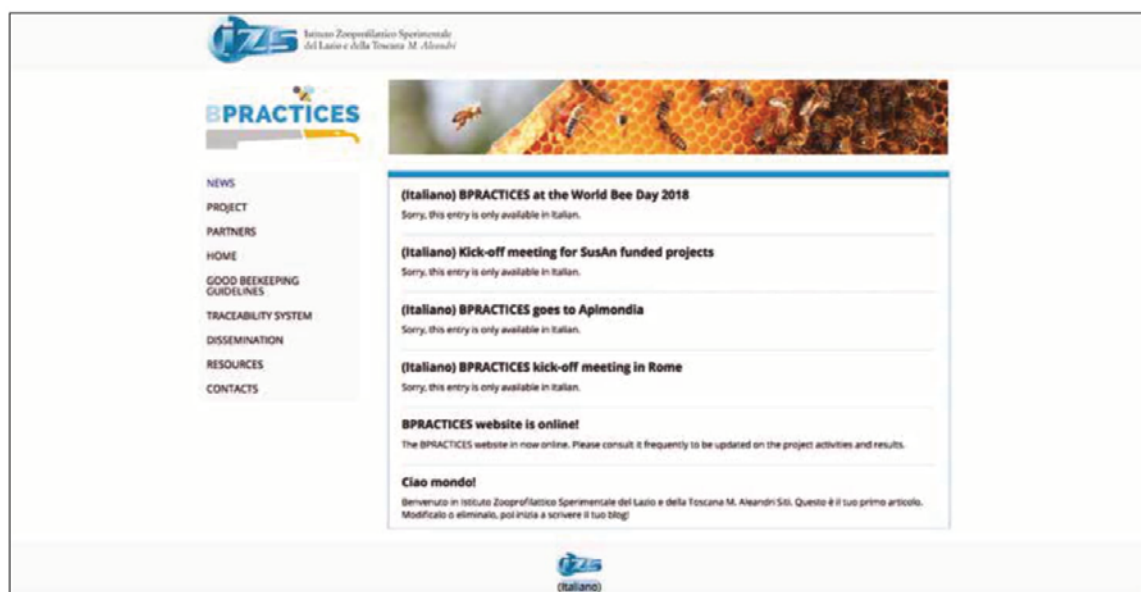 izs
Istituto Zooprofilattico Sperimentale
del Lazio e della Toscana M. Aleandri
BPRACTICES
NEWS
PROJECT
PARTNERS
HOME
GOOD BEEKEEPING
GUIDELINES
TRACEABILITY SYSTEM
DISSEMINATION
RESOURCES
CONTACTS
(Italiano) BPRACTICES at the World Bee Day 2018
Sorry, this entry is only available in Italian.
(Italiano) Kick-off meeting for SusAn funded projects
Sorry, this entry is only available in Italian.
(Italiano) BPRACTICES goes to Apimondia
Sorry, this entry is only available in Italian.
(Italiano) BPRACTICES kick-off meeting in Rome
Sorry, this entry is only available in Italian.
BPRACTICES website is online!
The BPRACTICES website in now online. Please consult it frequently to be updated on the project activities and results.
Ciao mondo!
Benvenuto in Istituto Zooprofilattico Sperimentale del Lazio e della Toscana M. Aleandri Siti. Questo è il tuo primo articolo.
Modificalo o eliminalo, poi inizia a scrivere il tuo blog!
izs
(Italiano)